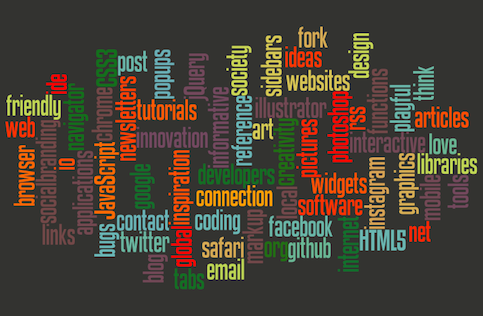 fork
post
popups
jQuery
society
sidebars
ideas
design
css3
ide
websites
think
friendly
navigator
chrome
newsletters
tutorials
informative
reference
illustrator
photoshop
rss
functions
playful
articles
web
branding
innovation
art
creativity
pictures
interactive
love
browser
social
io
applications
JavaScript
google
inspiration
developers
libraries
widgets
instagram
graphics
mobile
tools
connection
local
software
links
bugs
contact
twitter
global
coding
markup
facebook
internet
HTML5
net
blog
tabs
safari
email
org
github